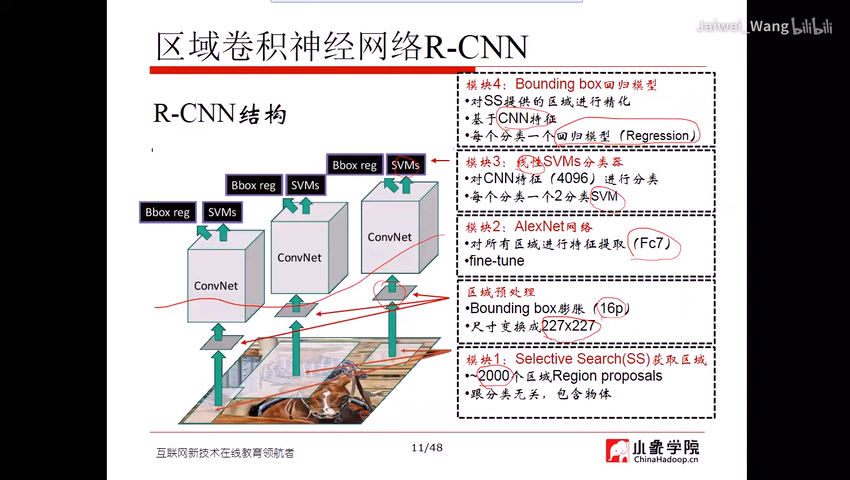 Jaiwei_Wang bilibili
区域卷积神经网络R-CNN
R-CNN结构
模块4：Bounding box回归模型
•对SS提供的区域进行精化
•基于CNN特征
•每个分类一个回归模型（Regression）
模块3：线性SVMs分类器
•对CNN特征（4096）进行分类
•每个分类一个2分类SVM
模块2：AlexNet网络
•对所有区域进行特征提取（Fc7）
•fine-tune
区域预处理
•Bounding box膨胀（16p）
•尺寸变换成227x227
模块1：Selective Search(SS)获取区域
•~2000个区域Region proposals
•跟分类无关，包含物体
Bbox reg SVMs
Bbox reg SVMs
Bbox reg SVMs
ConvNet
ConvNet
ConvNet
互联网新技术在线教育领航者
11/48
小象学院
ChinaHadoop.cn